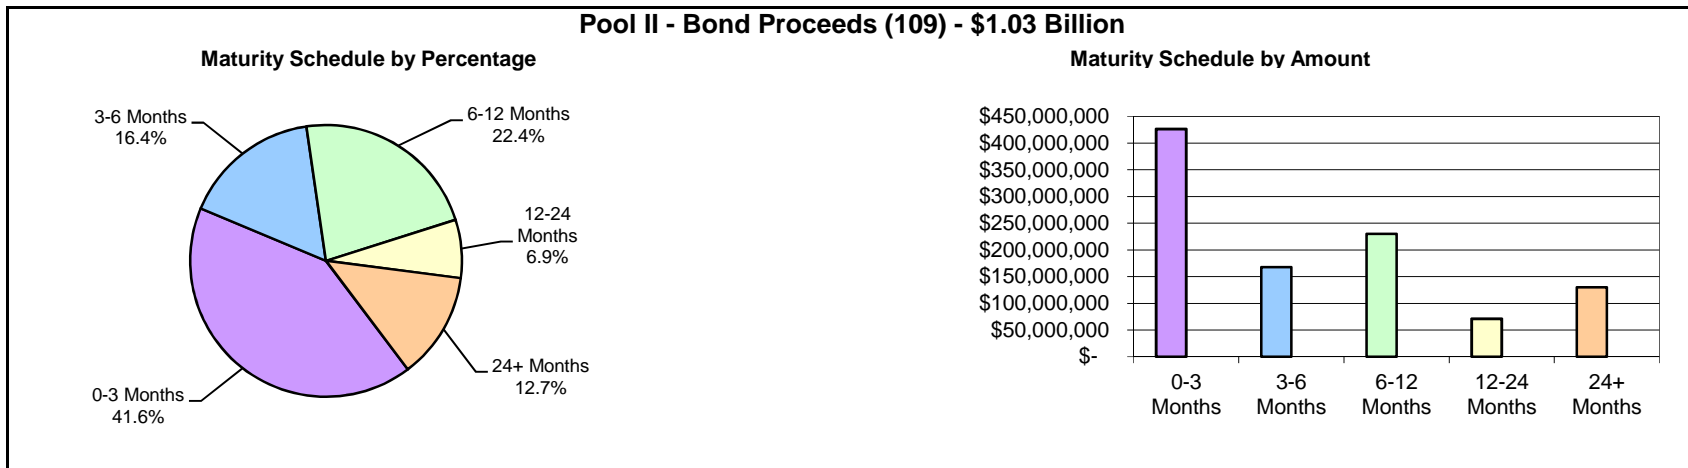 Pool II - Bond Proceeds (109) - $1.03 Billion
Maturity Schedule by Percentage
3-6 Months
16.4%
6-12 Months
22.4%
12-24
Months
6.9%
24+ Months
12.7%
0-3 Months
41.6%
Maturity Schedule by Amount
$450,000,000
$400,000,000
$350,000,000
$300,000,000
$250,000,000
$200,000,000
$150,000,000
$100,000,000
$50,000,000
$-
0-3
Months
3-6
Months
6-12
Months
12-24
Months
24+
Months